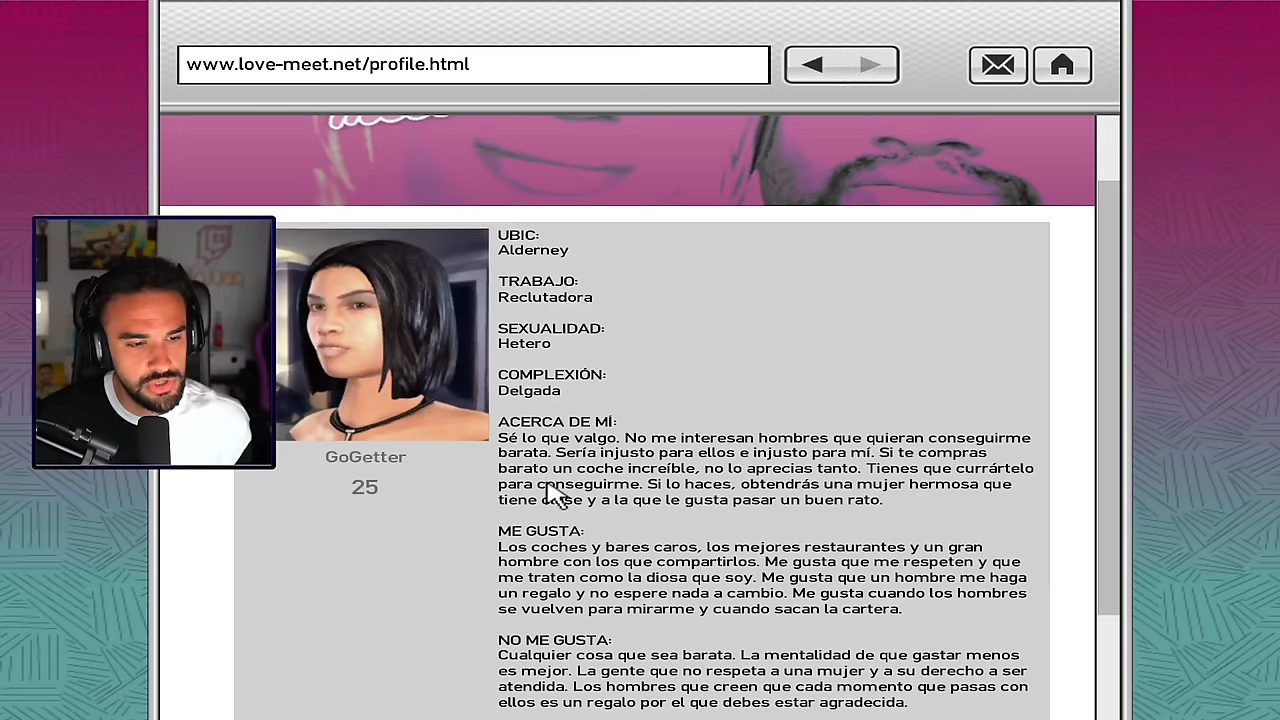 www.love-meet.net/profile.html
UBIC:
Alderney
TRABAJO:
Reclutadora
SEXUALIDAD:
Hetero
COMPLEXIÓN:
Delgada
ACERCA DE MÍ:
Sé lo que valgo. No me interesan hombres que quieran conseguirme
barata. Sería injusto para ellos e injusto para mí. Si te compras
barato un coche increíble, no lo aprecias tanto. Tienes que currártelo
para conseguirme. Si lo haces, obtendrás una mujer hermosa que
tiene clase y a la que le gusta pasar un buen rato.
ME GUSTA:
Los coches y bares caros, los mejores restaurantes y un gran
hombre con los que compartirlos. Me gusta que me respeten y que
me traten como la diosa que soy. Me gusta que un hombre me haga
un regalo y no espere nada a cambio. Me gusta cuando los hombres
se vuelven para mirarme y cuando sacan la cartera.
NO ME GUSTA:
Cualquier cosa que sea barata. La mentalidad de que gastar menos
es mejor. La gente que no respeta a una mujer y a su derecho a ser
atendida. Los hombres que creen que cada momento que pasas con
ellos es un regalo por el que debes estar agradecida.
GoGetter
25